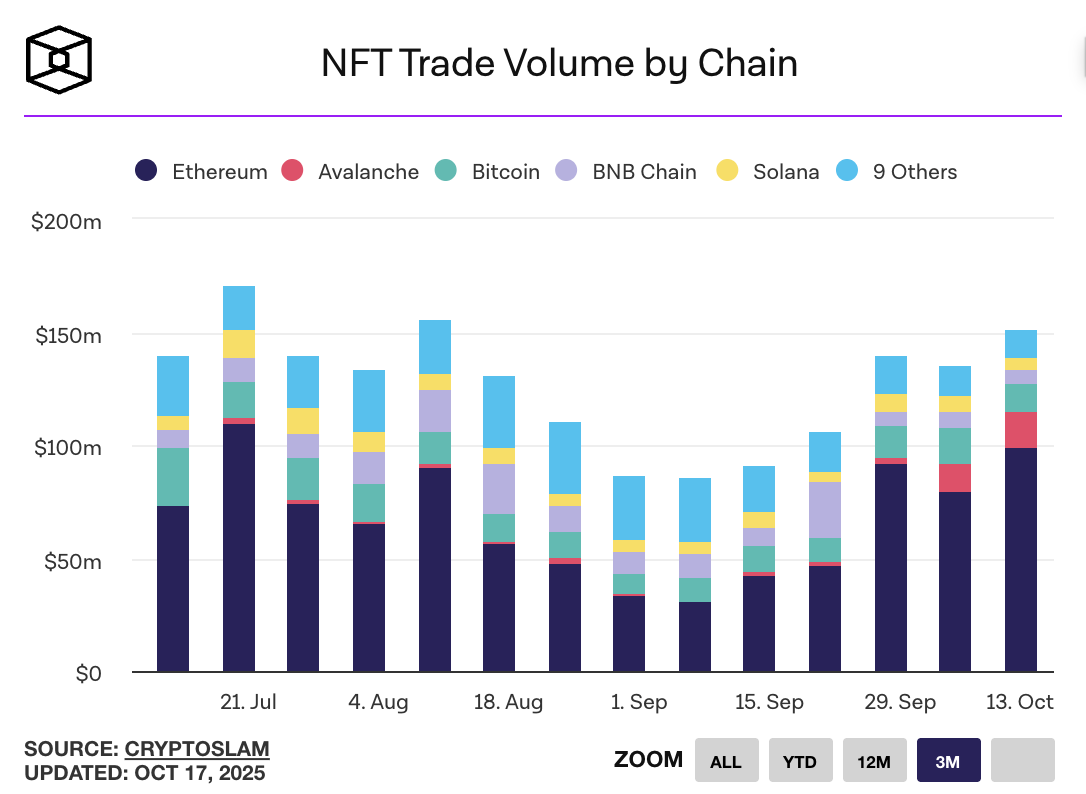 NFT Trade Volume by Chain
Ethereum Avalanche Bitcoin BNB Chain Solana 9 Others
$200m
$150m
$100m
$50m
$0
21. Jul 4. Aug 18. Aug 1. Sep 15. Sep 29. Sep 13. Oct
SOURCE: CRYPTOSLAM
UPDATED: OCT 17, 2025
ZOOM ALL YTD 12M 3M